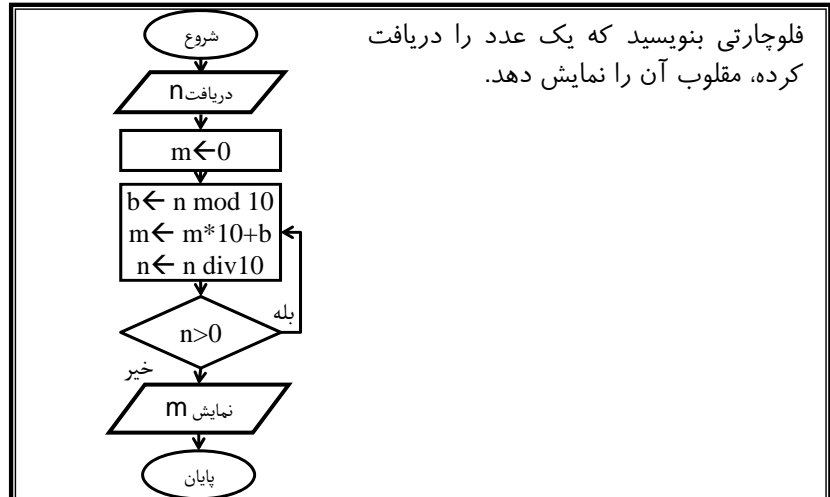 فلوچارتی بنویسید که یک عدد را دریافت
کرده، مقلوب آن را نمایش دهد.
شروع
دریافت n
m←0
b← n mod 10
m← m*10+b
n← n div10
بله
n>0
خیر
نمایش m
پایان